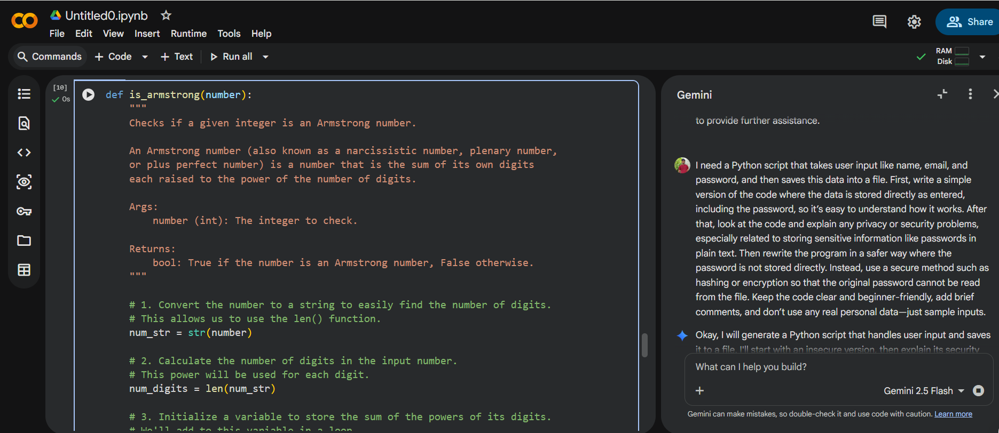 Untitled0.ipynb
File Edit View Insert Runtime Tools Help
Share
Commands + Code + Text Run all
RAM
Disk
[10]
0s
def is_armstrong(number):
"""
Checks if a given integer is an Armstrong number.
An Armstrong number (also known as a narcissistic number, plenary number,
or plus perfect number) is a number that is the sum of its own digits
each raised to the power of the number of digits.
Args:
number (int): The integer to check.
Returns:
bool: True if the number is an Armstrong number, False otherwise.
"""
# 1. Convert the number to a string to easily find the number of digits.
# This allows us to use the len() function.
num_str = str(number)
# 2. Calculate the number of digits in the input number.
# This power will be used for each digit.
num_digits = len(num_str)
# 3. Initialize a variable to store the sum of the powers of its digits.
# We'll add to this variable in a loop
Gemini
to provide further assistance.
I need a Python script that takes user input like name, email, and
password, and then saves this data into a file. First, write a simple
version of the code where the data is stored directly as entered,
including the password, so it's easy to understand how it works. After
that, look at the code and explain any privacy or security problems,
especially related to storing sensitive information like passwords in
plain text. Then rewrite the program in a safer way where the
password is not stored directly. Instead, use a secure method such as
hashing or encryption so that the original password cannot be read
from the file. Keep the code clear and beginner-friendly, add brief
comments, and don't use any real personal data—just sample inputs.
Okay, I will generate a Python script that handles user input and saves
it to a file. I'll start with an insecure version, then explain its security
What can I help you build?
+ Gemini 2.5 Flash
Gemini can make mistakes, so double-check it and use code with caution. Learn more